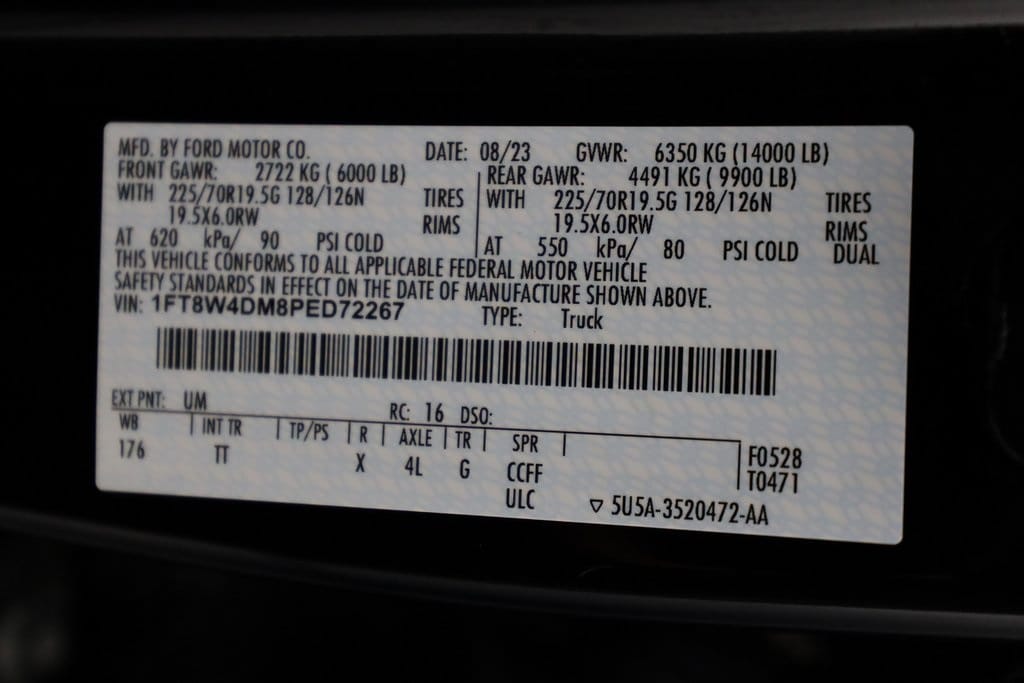 MFD. BY FORD MOTOR CO. DATE: 08/23 GVWR: 6350 KG (14000 LB)
FRONT GAWR: 2722 KG ( 6000 LB) REAR GAWR: 4491 KG ( 9900 LB)
WITH 225/70R19.5G 128/126N TIRES WITH 225/70R19.5G 128/126N TIRES
19.5X6.0RW RIMS 19.5X6.0RW RIMS
AT 620 kPa/ 90 PSI COLD AT 550 kPa/ 80 PSI COLD DUAL
THIS VEHICLE CONFORMS TO ALL APPLICABLE FEDERAL MOTOR VEHICLE
SAFETY STANDARDS IN EFFECT ON THE DATE OF MANUFACTURE SHOWN ABOVE.
VIN: 1FT8W4DM8PED72267 TYPE: Truck
EXT PNT: UM RC: 16 DSO:
WB INT TR TP/PS R AXLE TR SPR F0528
176 TT X 4L G CCFF T0471
ULC ▽ 5U5A-3520472-AA